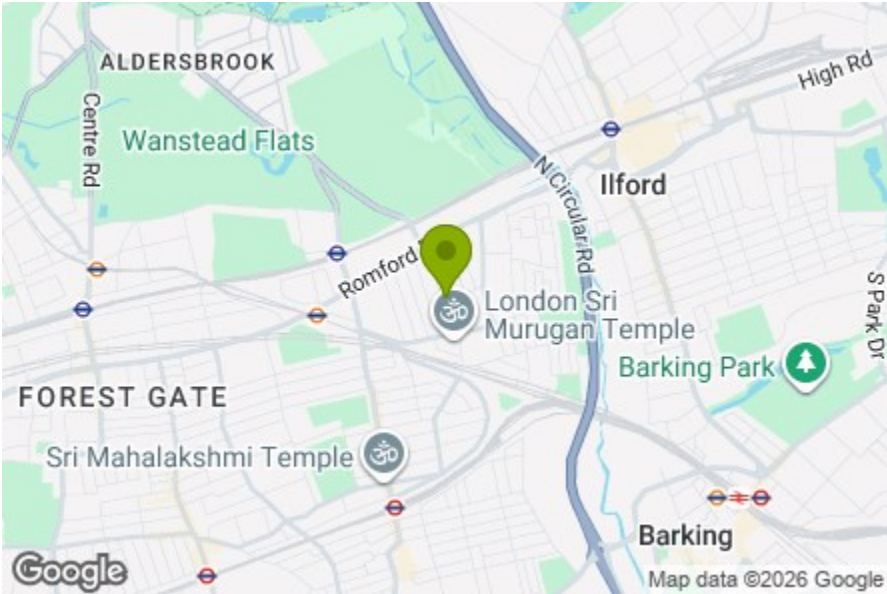 ALDERSBROOK
High Rd
Centre Rd
Wanstead Flats
N Circular Rd
Ilford
Romford
London Sri
Murugan Temple
S Park Dr
Barking Park
FOREST GATE
Sri Mahalakshmi Temple
Barking
Google
Map data ©2026 Google